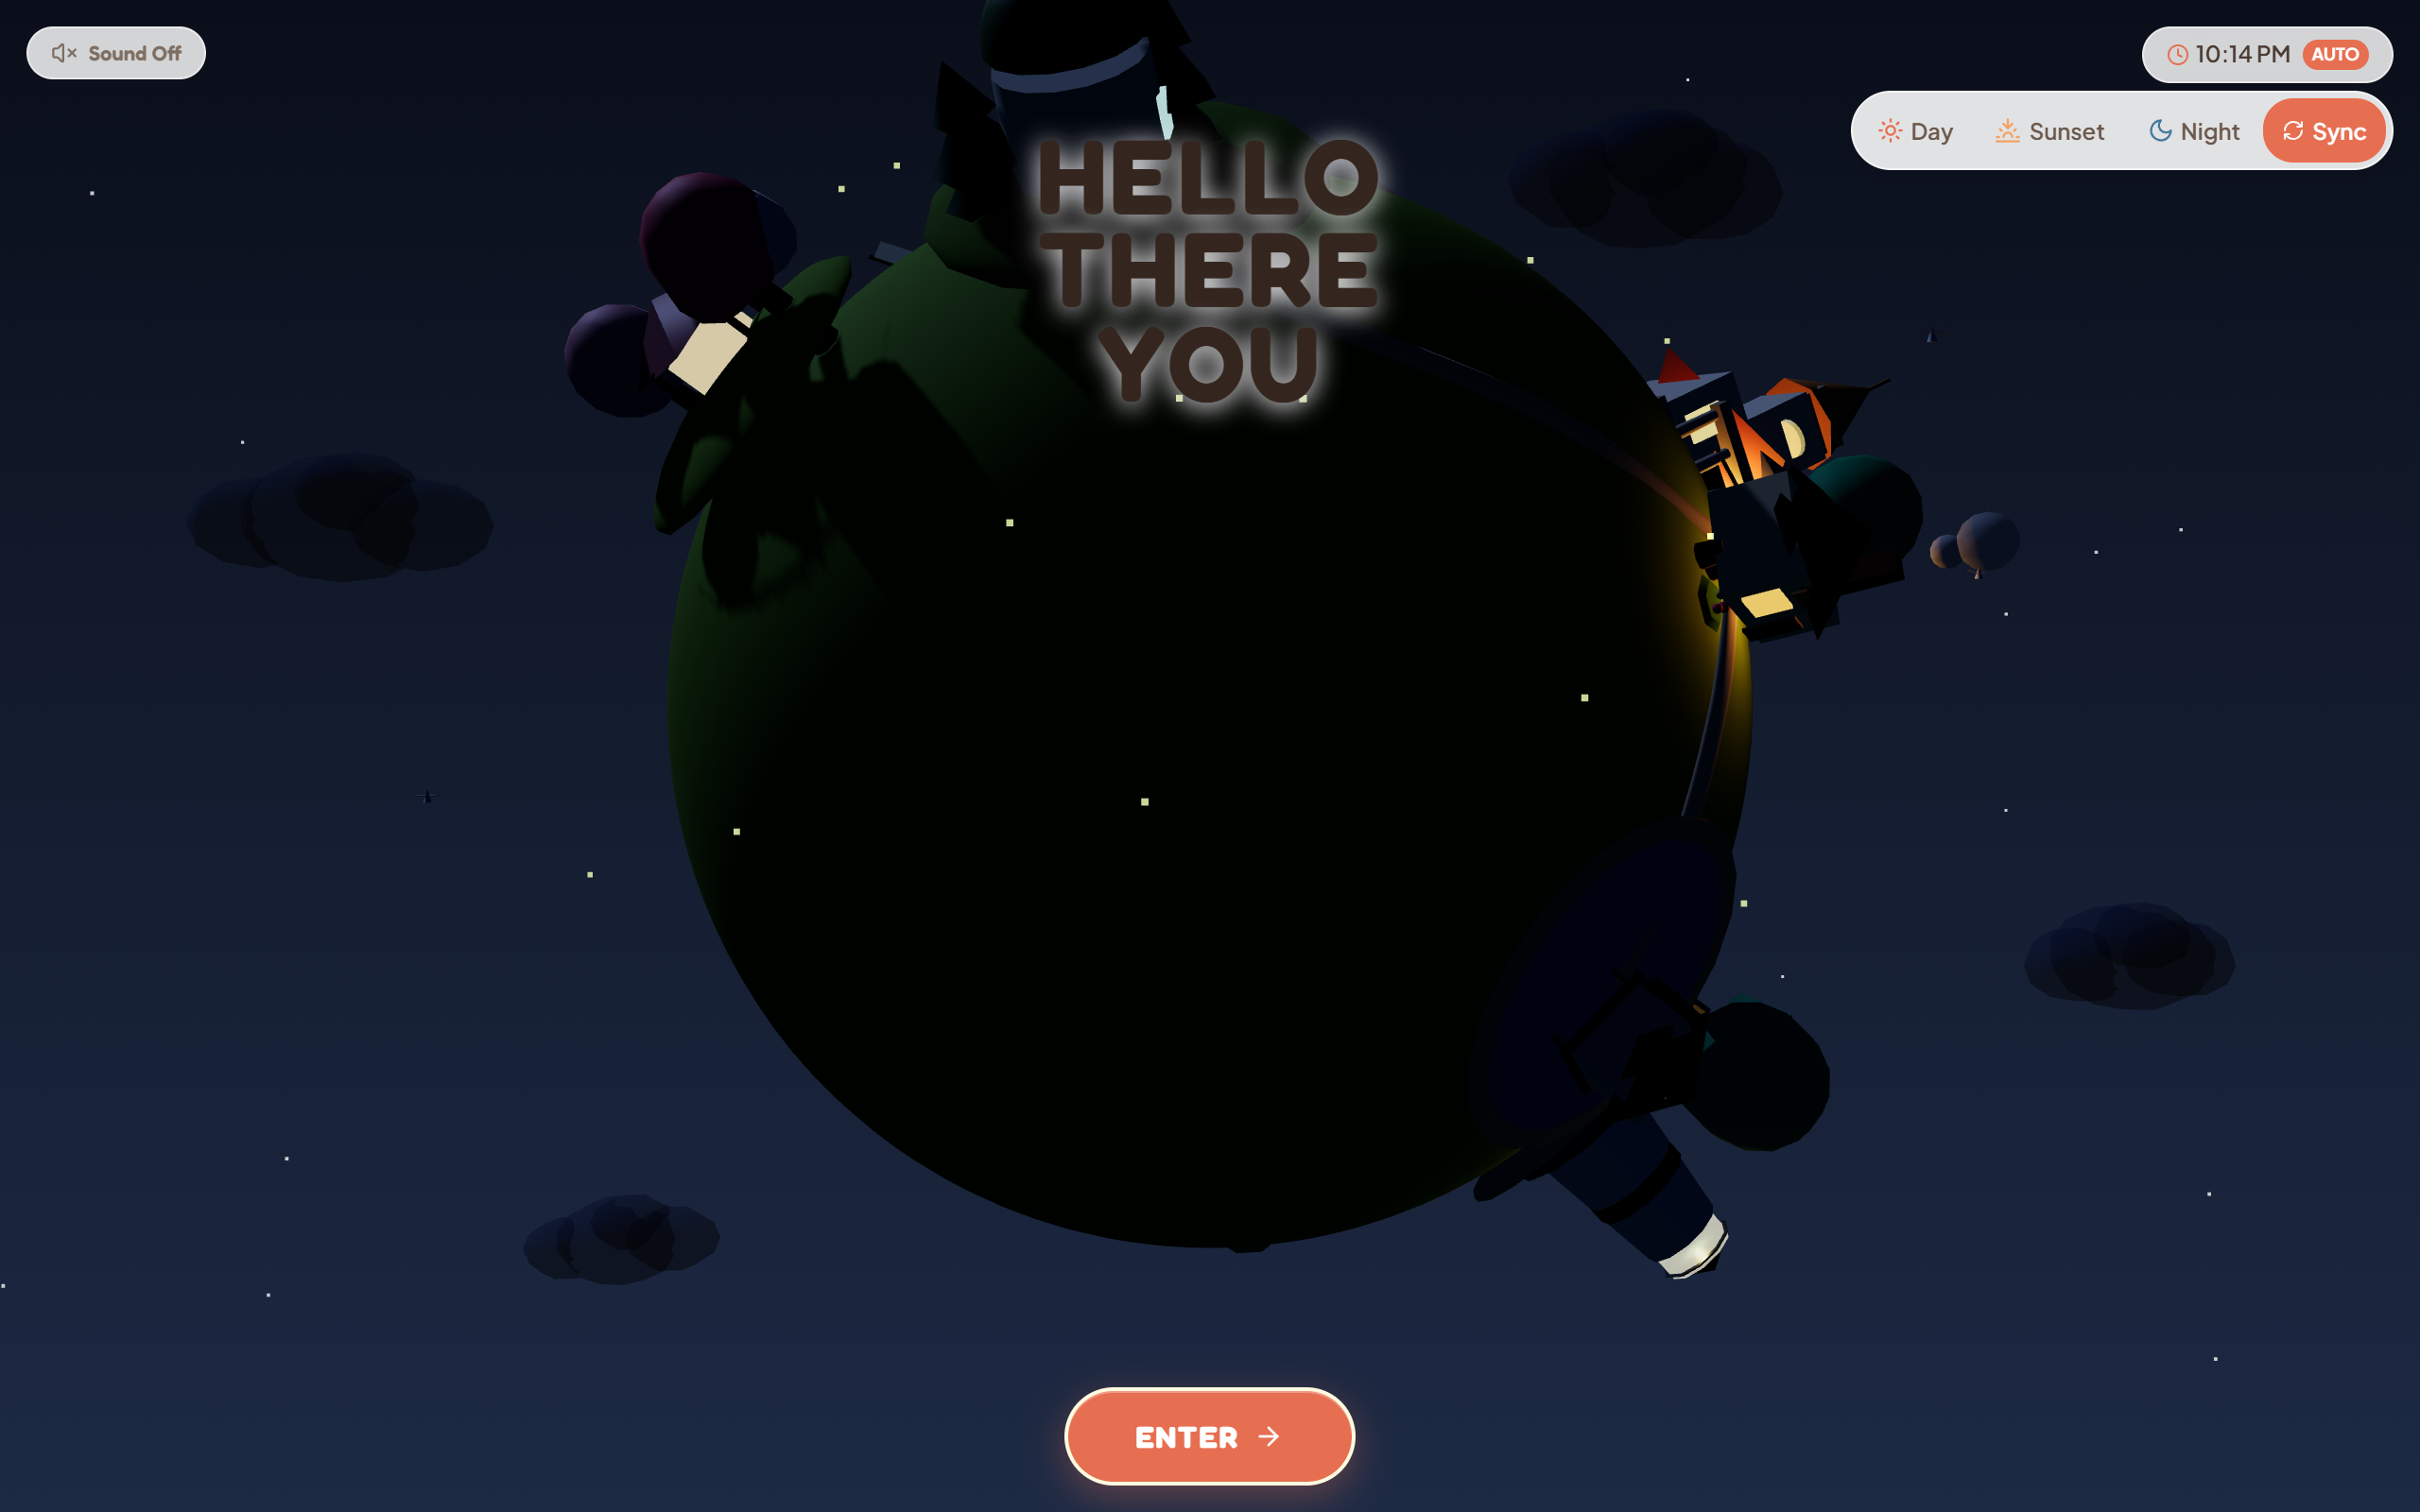 Sound Off
10:14 PM AUTO
Day Sunset Night Sync
HELLO
THERE
YOU
ENTER